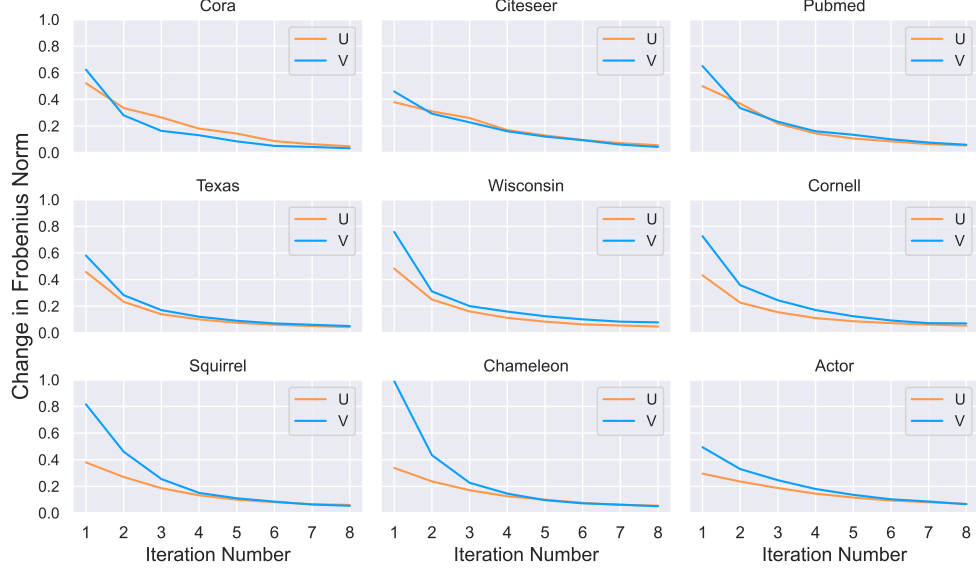 Cora
Citeseer
Pubmed
1.0
0.8
0.6
0.4
0.2
0.0
U
V
U
V
U
V
Change in Frobenius Norm
Texas
Wisconsin
Cornell
1.0
0.8
0.6
0.4
0.2
0.0
U
V
U
V
U
V
Squirrel
Chameleon
Actor
1.0
0.8
0.6
0.4
0.2
0.0
U
V
U
V
U
V
1 2 3 4 5 6 7 8
1 2 3 4 5 6 7 8
1 2 3 4 5 6 7 8
Iteration Number
Iteration Number
Iteration Number